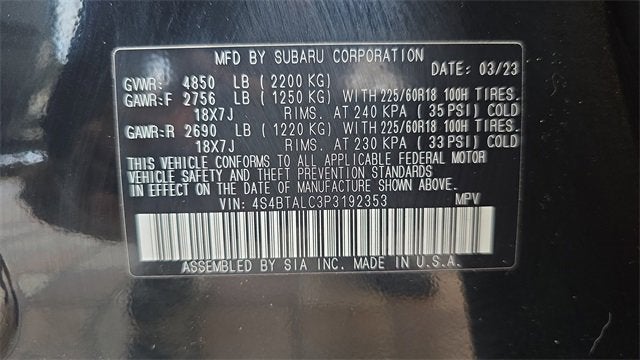 MFD BY SUBARU CORPORATION
DATE: 03/23
GVWR: 4850 LB (2200 KG)
GAWR:F 2756 LB (1250 KG) WITH 225/60R18 100H TIRES.
18X7J RIMS. AT 240 KPA (35 PSI) COLD
GAWR:R 2690 LB (1220 KG) WITH 225/60R18 100H TIRES.
18X7J RIMS. AT 230 KPA (33 PSI) COLD
THIS VEHICLE CONFORMS TO ALL APPLICABLE FEDERAL MOTOR
VEHICLE SAFETY AND THEFT PREVENTION STANDARDS
IN EFFECT ON THE DATE OF MANUFACTURE SHOWN ABOVE.
VIN: 4S4BTALC3P3192353 MPV
ASSEMBLED BY SIA INC. MADE IN U.S.A.